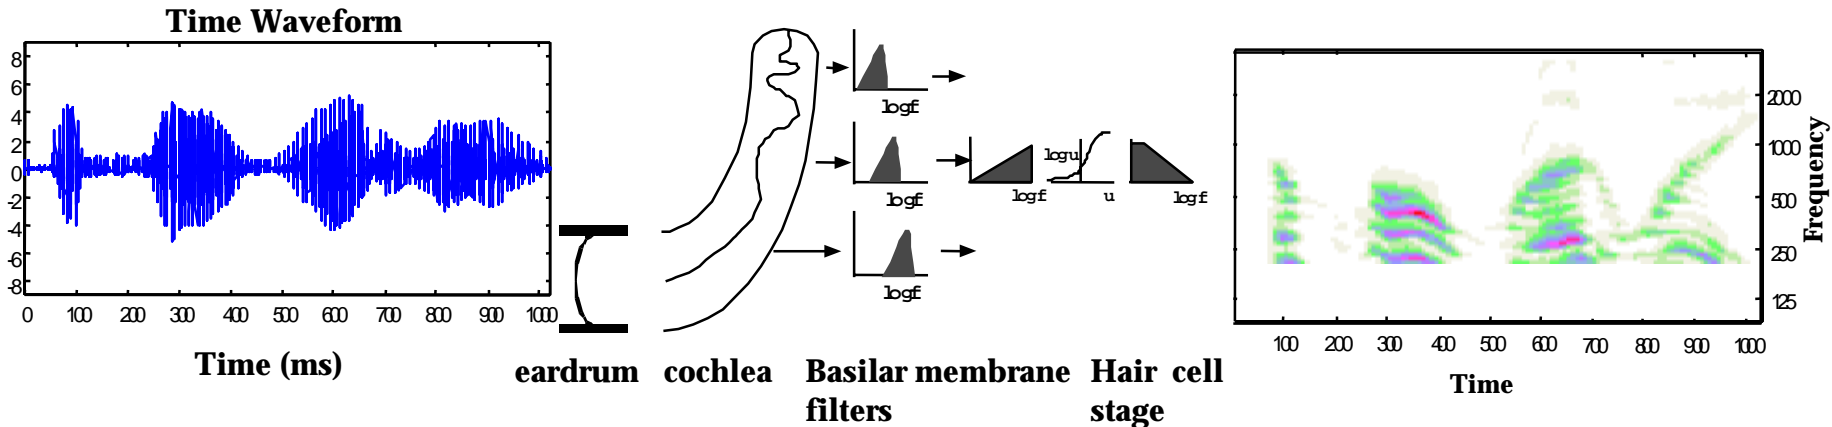 Time Waveform
8
6
4
2
0
-2
-4
-6
-8
0 100 200 300 400 500 600 700 800 900 1000
Time (ms)
eardrum cochlea Basilar membrane filters
Hair cell stage
logf
logf
logf
logf
logu
u
logf
2000
1000
500
250
125
Frequency
100 200 300 400 500 600 700 800 900 1000
Time